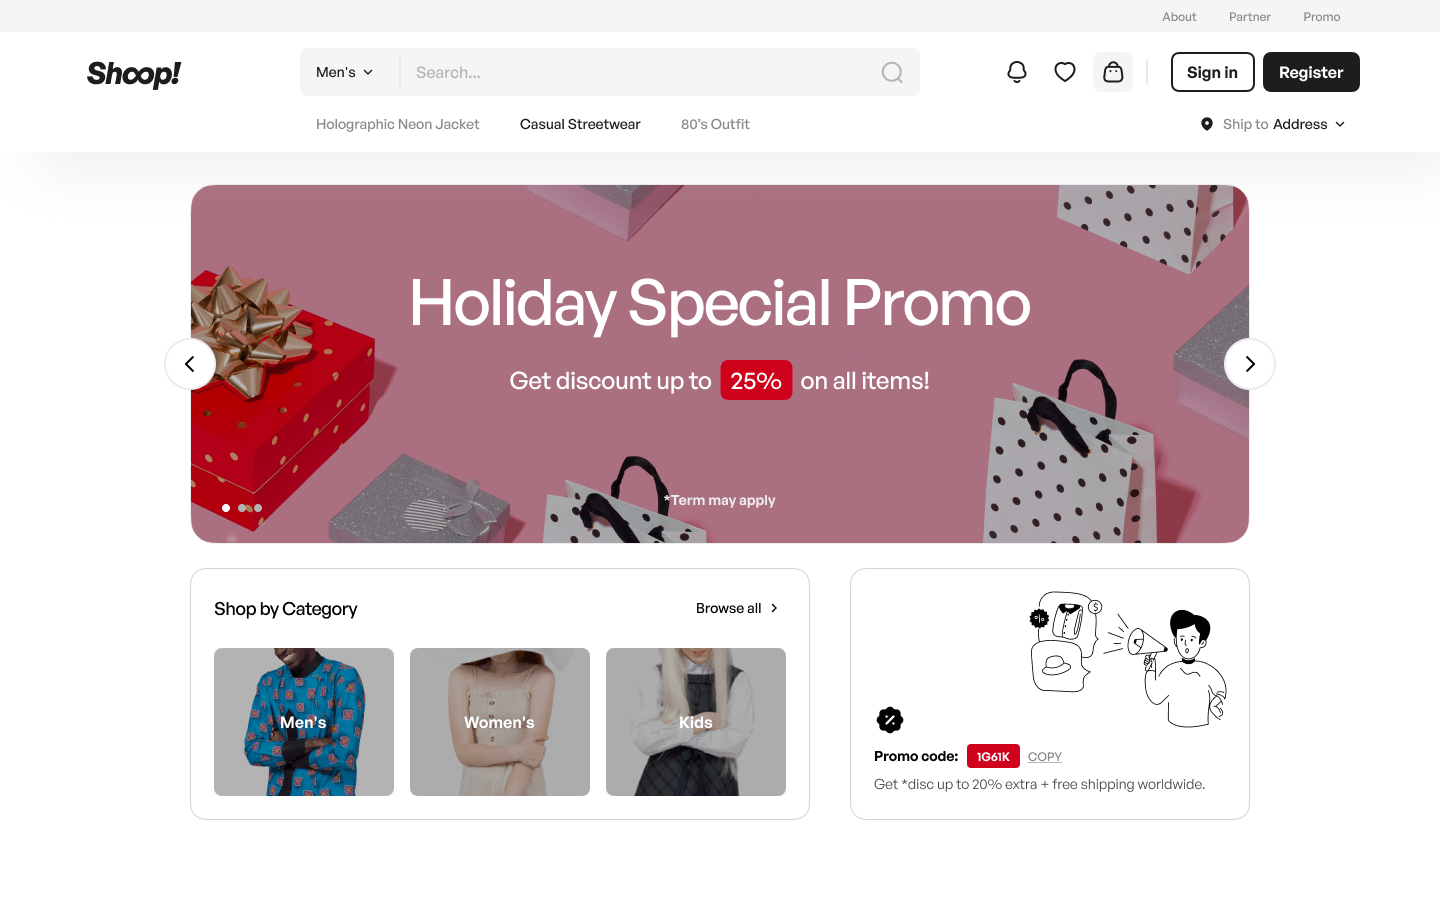 About Partner Promo
Shoop!
Men's Search... Sign in Register
Holographic Neon Jacket Casual Streetwear 80's Outfit Ship to Address
Holiday Special Promo
Get discount up to 25% on all items!
*Term may apply
Shop by Category Browse all
Men's Women's Kids
Promo code: 1G61K COPY
Get *disc up to 20% extra + free shipping worldwide.